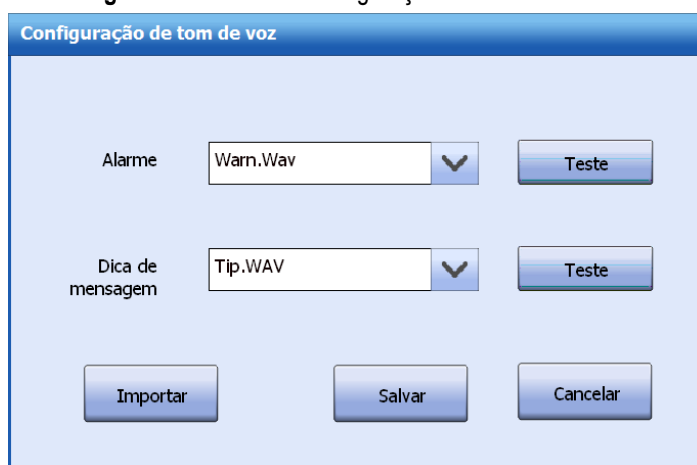 Configuração de tom de voz
Alarme Warn.Wav Teste
Dica de
mensagem Tip.WAV Teste
Importar Salvar Cancelar